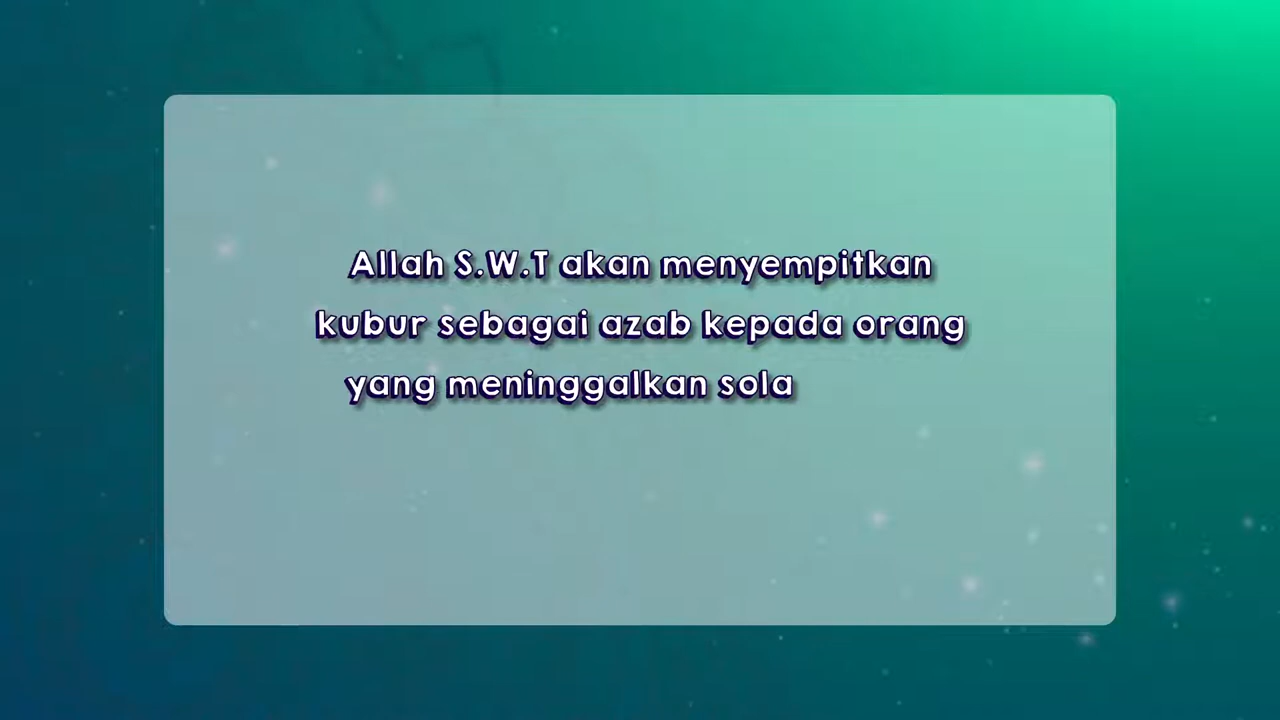 Allah S.W.T akan menyempitkan
kubur sebagai azab kepada orang
yang meninggalkan sola